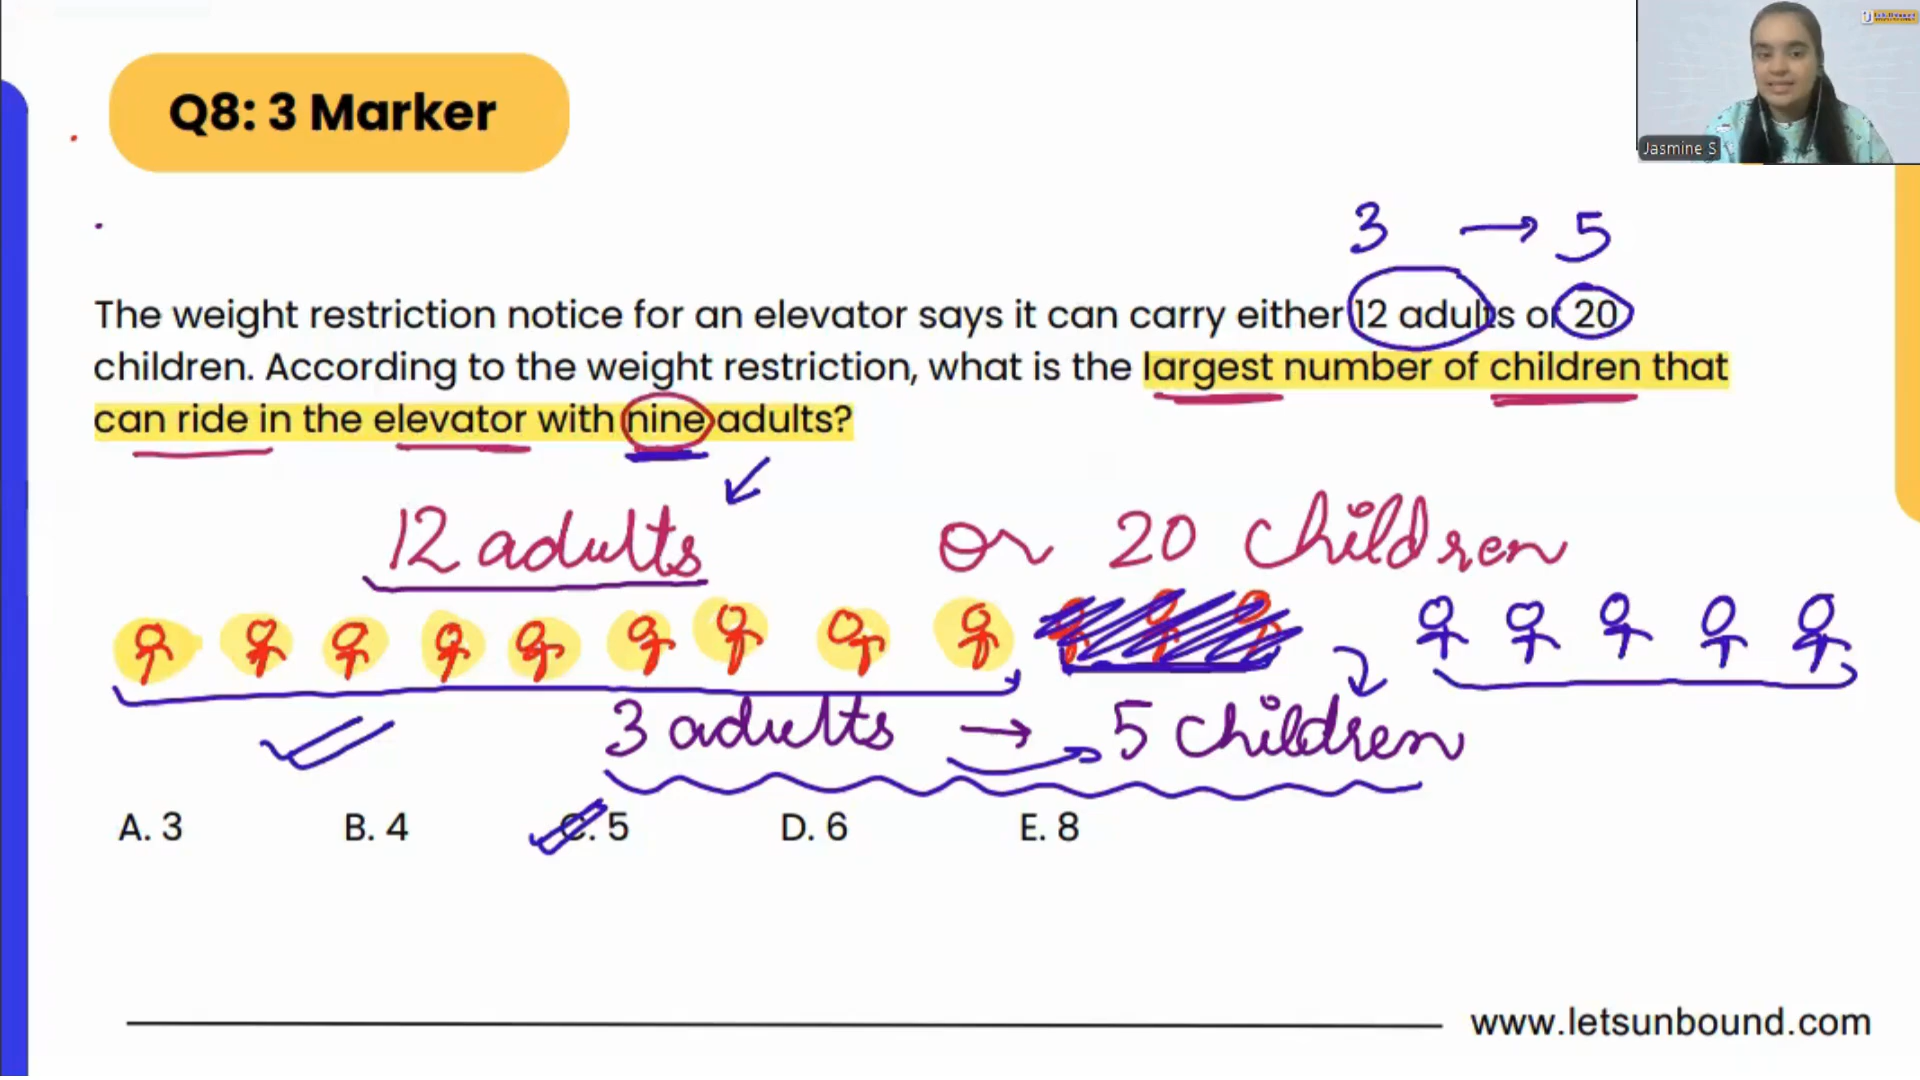 Q8: 3 Marker
Jasmine S
3 → 5
The weight restriction notice for an elevator says it can carry either 12 adults or 20
children. According to the weight restriction, what is the largest number of children that
can ride in the elevator with nine adults?
12 adults or 20 children
3 adults → 5 children
A. 3 B. 4 C. 5 D. 6 E. 8
www.letsunbound.com